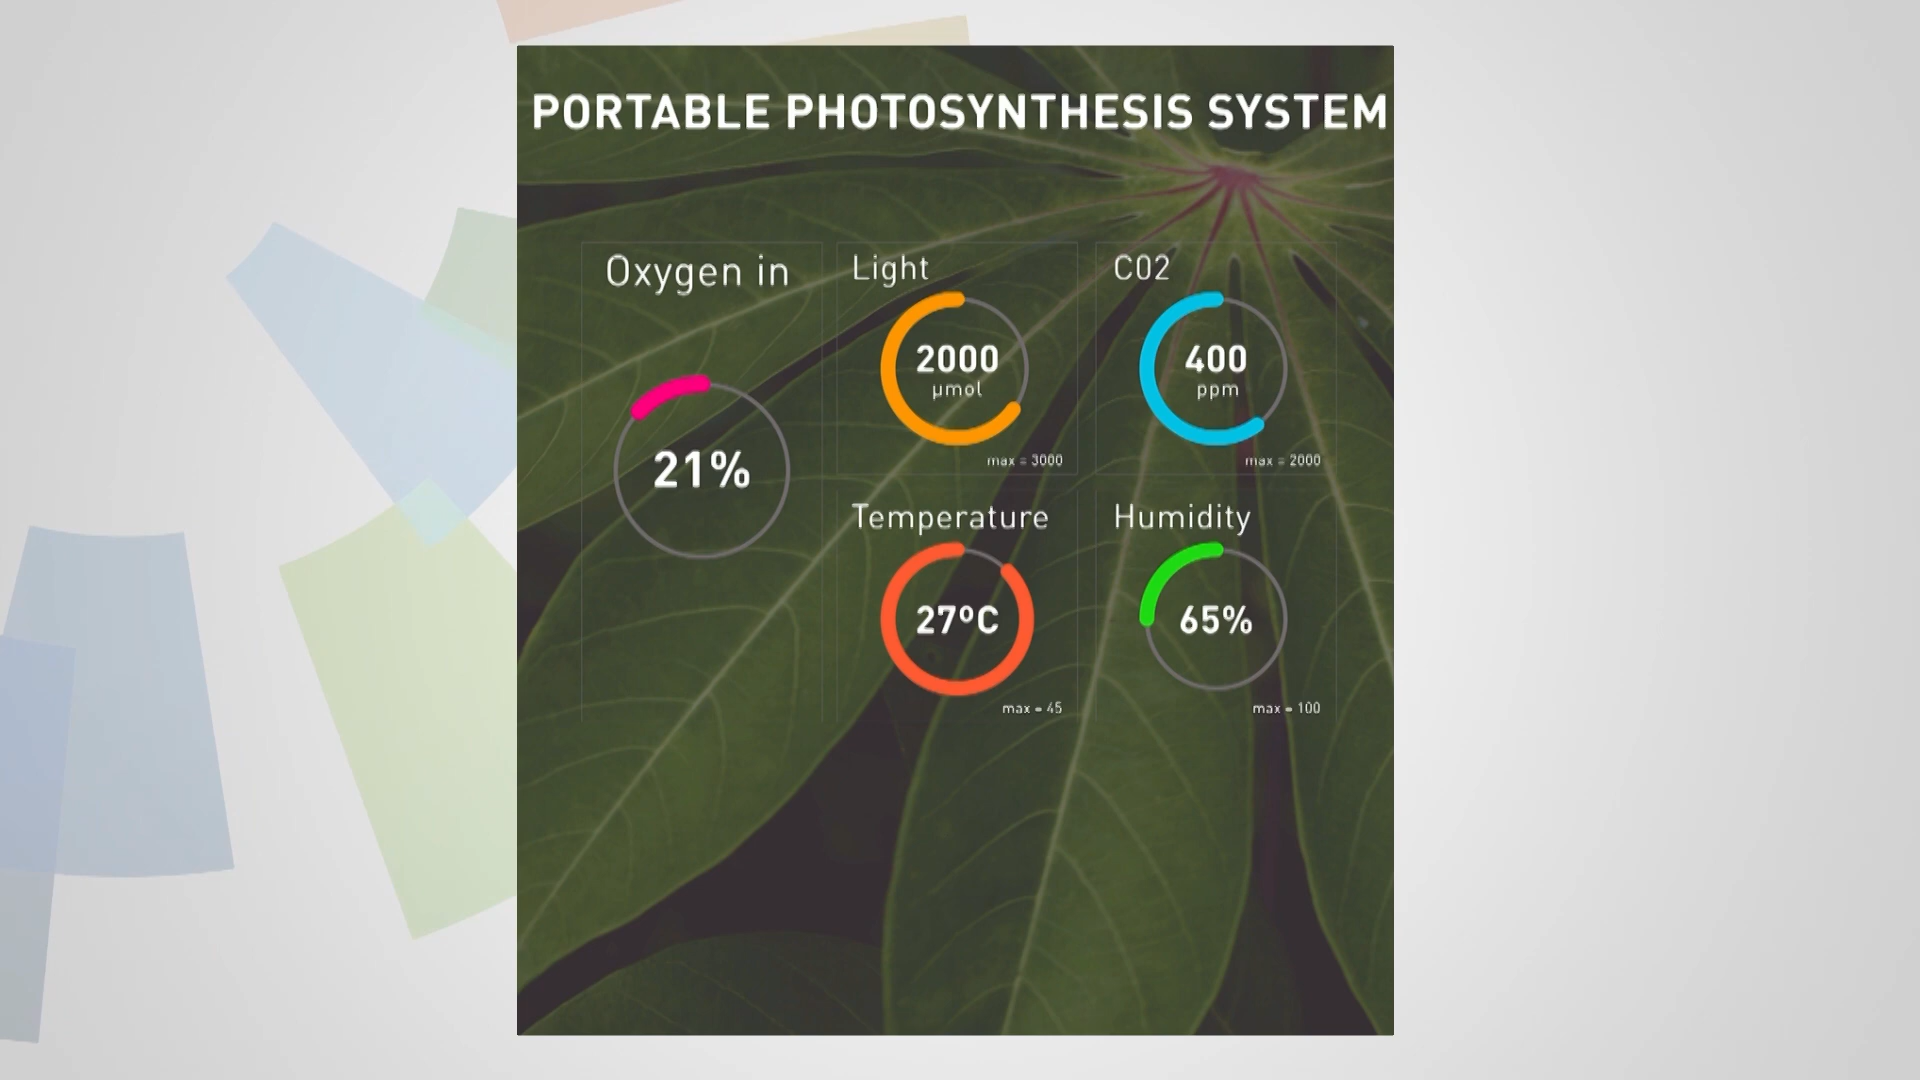 PORTABLE PHOTOSYNTHESIS SYSTEM
Oxygen in
21%
Light
2000
µmol
max = 3000
C02
400
ppm
max = 2000
Temperature
27ºC
max = 45
Humidity
65%
max = 100